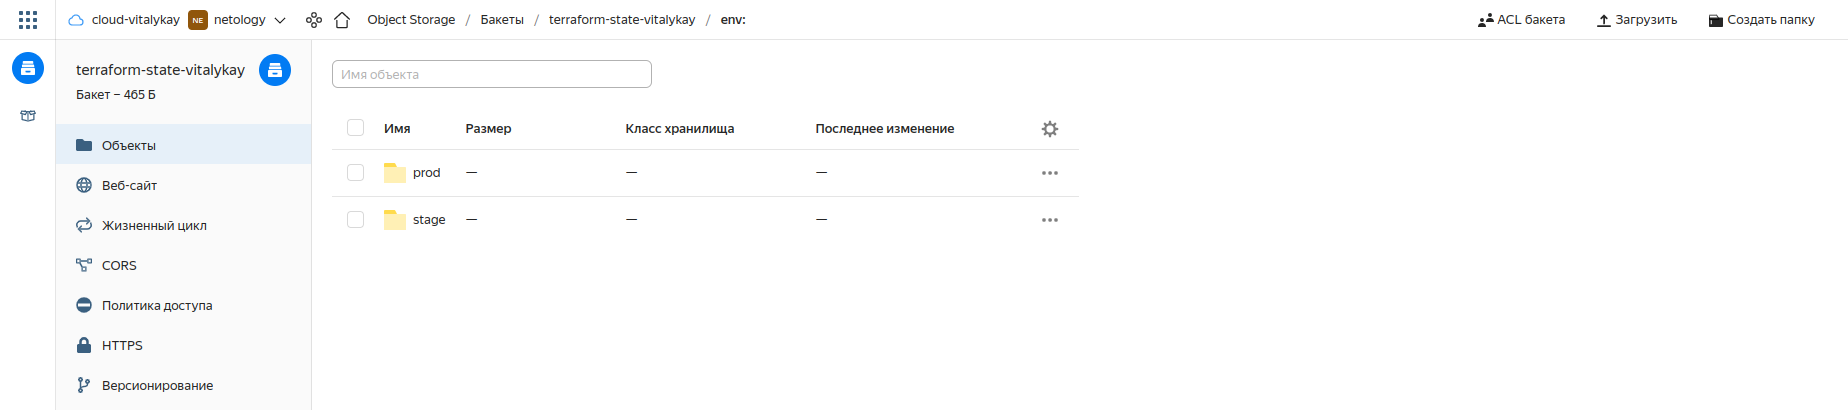 cloud-vitalykay NE netology Object Storage / Бакеты / terraform-state-vitalykay / env: ACL бакета Загрузить Создать папку
terraform-state-vitalykay
Бакет – 465 Б
Объекты
Веб-сайт
Жизненный цикл
CORS
Политика доступа
HTTPS
Версионирование
Имя объекта
Имя Размер Класс хранилища Последнее изменение
prod — — —
stage — — —